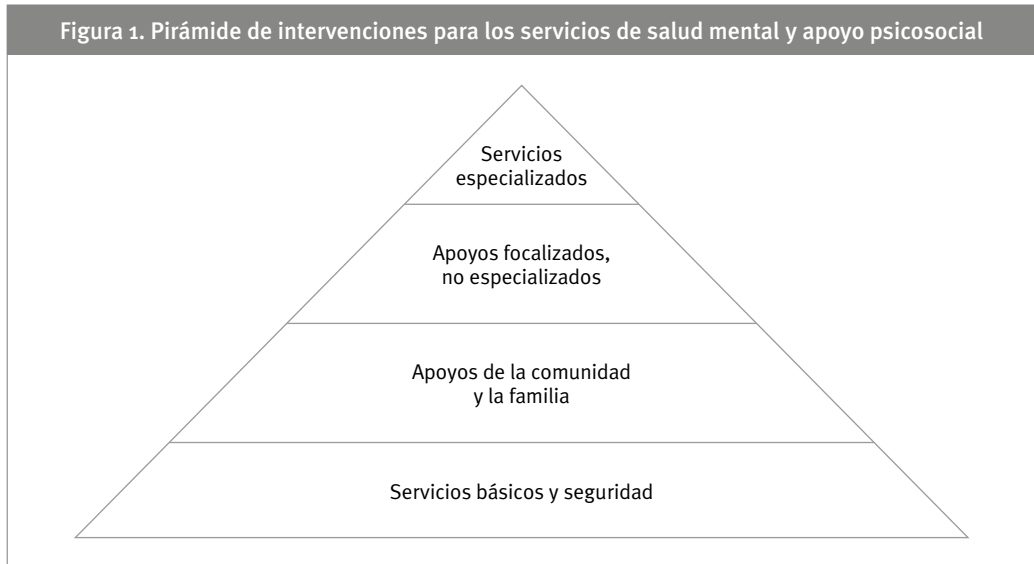 Figura 1. Pirámide de intervenciones para los servicios de salud mental y apoyo psicosocial
Servicios
especializados
Apoyos focalizados,
no especializados
Apoyos de la comunidad
y la familia
Servicios básicos y seguridad